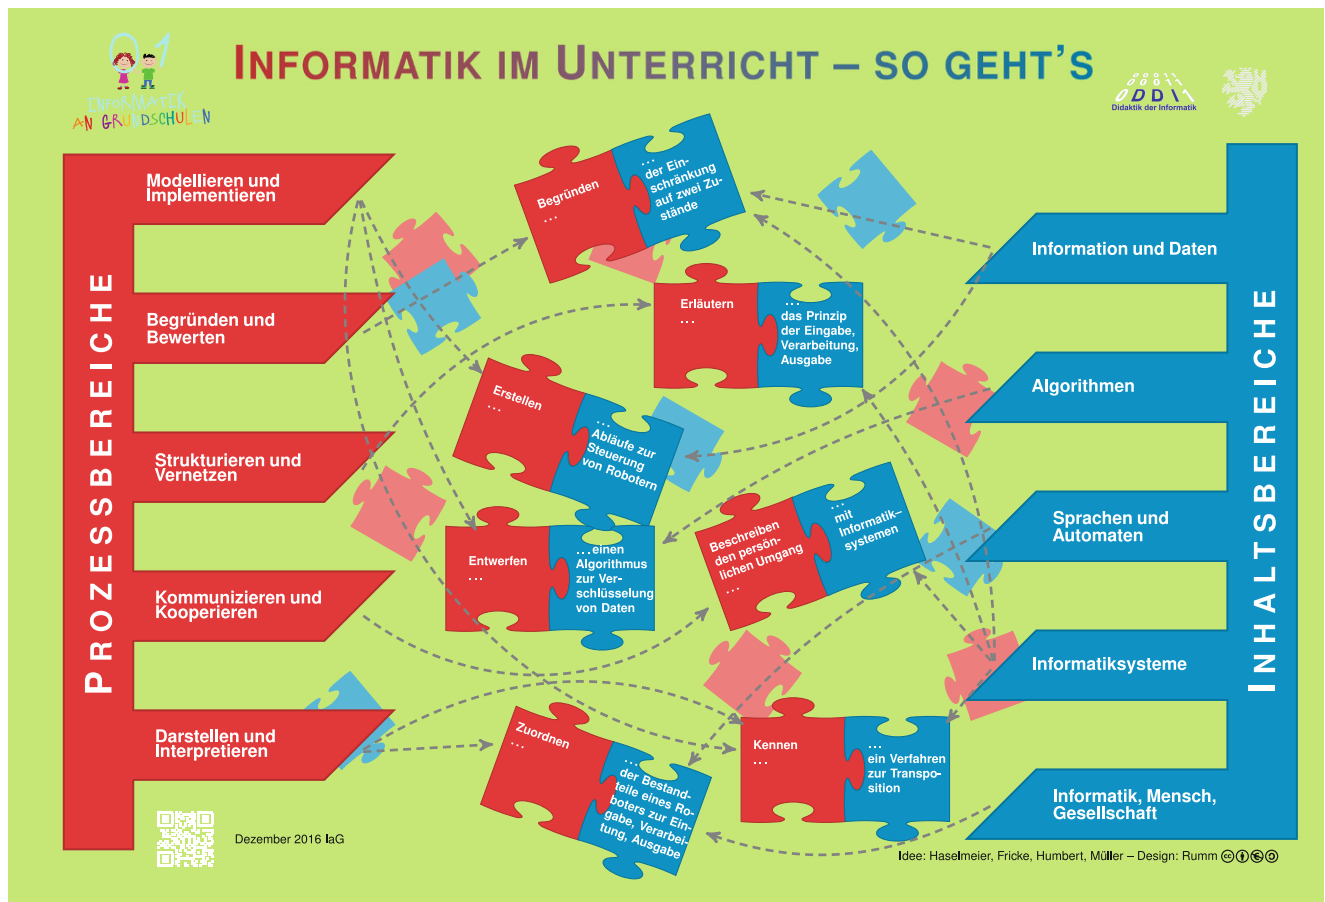 INFORMATIK IM UNTERRICHT – SO GEHT'S
INFORMATIK
AN GRUNDSCHULEN
00011
00011
ODDI1
Didaktik der Informatik
PROZESSBEREICHE
Modellieren und
Implementieren
Begründen und
Bewerten
Strukturieren und
Vernetzen
Kommunizieren und
Kooperieren
Darstellen und
Interpretieren
Begründen
...
...
der Ein-
schränkung
auf zwei Zu-
stände
Erläutern
...
...
das Prinzip
der Eingabe,
Verarbeitung,
Ausgabe
Erstellen
...
...
Abläufe zur
Steuerung
von Robotern
Entwerfen
...
...einen
Algorithmus
zur Ver-
schlüsselung
von Daten
Beschreiben
den persön-
lichen Umgang
...
...
mit
Informatik–
systemen
Zuordnen
...
...
der Bestand-
teile eines Ro-
boters zur Ein-
gabe, Verarbei-
tung, Ausgabe
Kennen
...
...
ein Verfahren
zur Transpo-
sition
INHALTSBEREICHE
Information und Daten
Algorithmen
Sprachen und
Automaten
Informatiksysteme
Informatik, Mensch,
Gesellschaft
Dezember 2016 IaG
Idee: Haselmeier, Fricke, Humbert, Müller – Design: Rumm